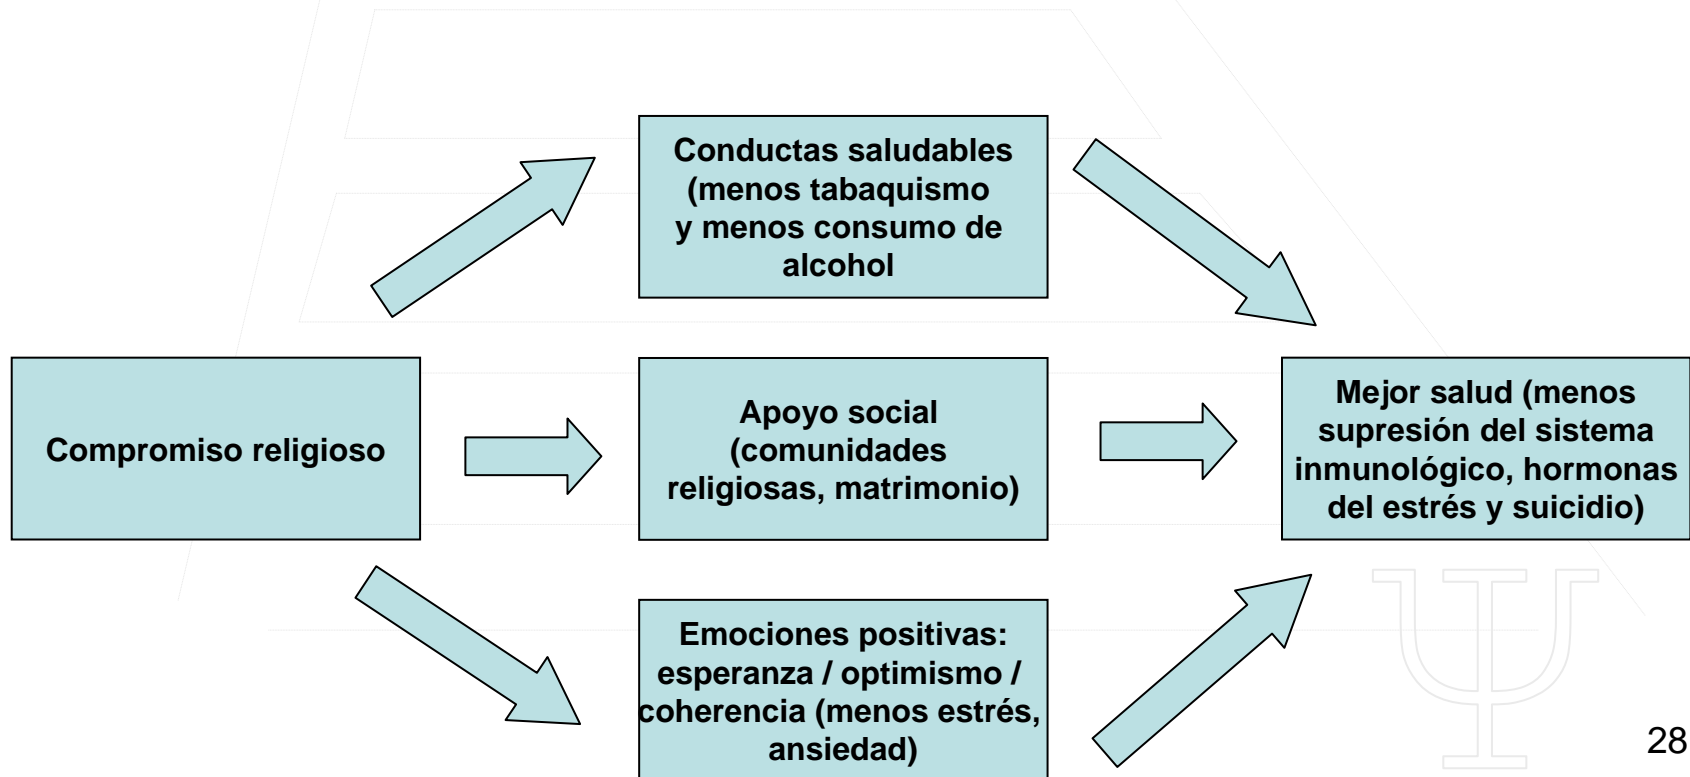 Conductas saludables
(menos tabaquismo
y menos consumo de
alcohol
Compromiso religioso
Apoyo social
(comunidades
religiosas, matrimonio)
Mejor salud (menos
supresión del sistema
inmunológico, hormonas
del estrés y suicidio)
Emociones positivas:
esperanza / optimismo /
coherencia (menos estrés,
ansiedad)
Ψ
28